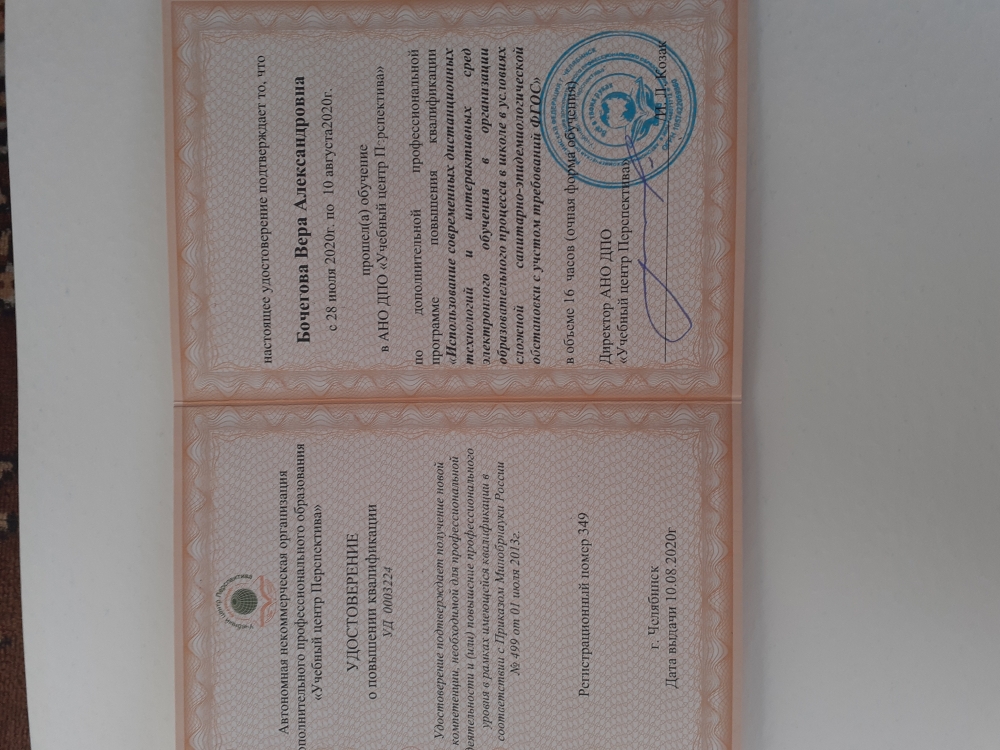 Учебный центр Перспектива
Автономная некоммерческая организация
дополнительного профессионального образования
«Учебный центр Перспектива»
УДОСТОВЕРЕНИЕ
о повышении квалификации
УД 0003224
Удостоверение подтверждает получение новой
компетенции, необходимой для профессиональной
деятельности и (или) повышение профессионального
уровня в рамках имеющейся квалификации в
соответствии с Приказом Минобрнауки России
№ 499 от 01 июля 2013г.
Регистрационный номер 349
г. Челябинск
Дата выдачи 10.08.2020г
настоящее удостоверение подтверждает то, что
Бочегова Вера Александровна
с 28 июля 2020г. по 10 августа2020г.
прошел(а) обучение
в АНО ДПО «Учебный центр Перспектива»
по дополнительной профессиональной
программе повышения квалификации
«Использование современных дистанционных
технологий и интерактивных сред
электронного обучения в организации
образовательного процесса в школе в условиях
сложной санитарно-эпидемиологической
обстановки с учетом требований ФГОС»
в объеме 16 часов (очная форма обучения)
Директор АНО ДПО
«Учебный центр Перспектива»
М. Л. Козак